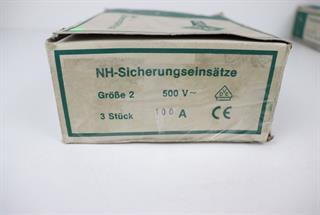 NH-Sicherungseinsätze
Größe 2 500 V~
3 Stück 100 A CE